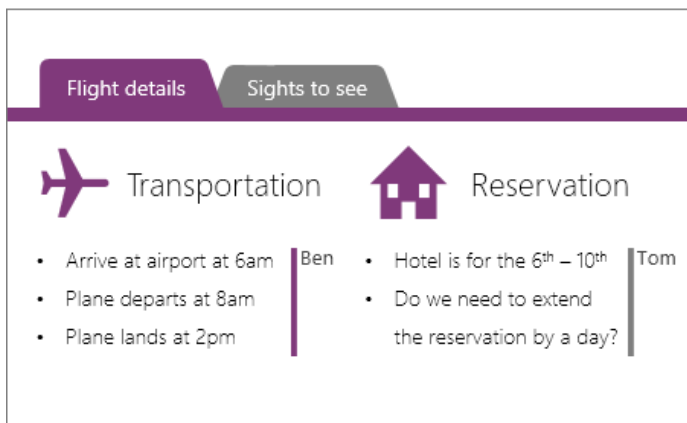 Flight details
Sights to see
Transportation
Arrive at airport at 6am
Plane departs at 8am
Plane lands at 2pm
Ben
Reservation
Hotel is for the 6th – 10th
Do we need to extend
the reservation by a day?
Tom